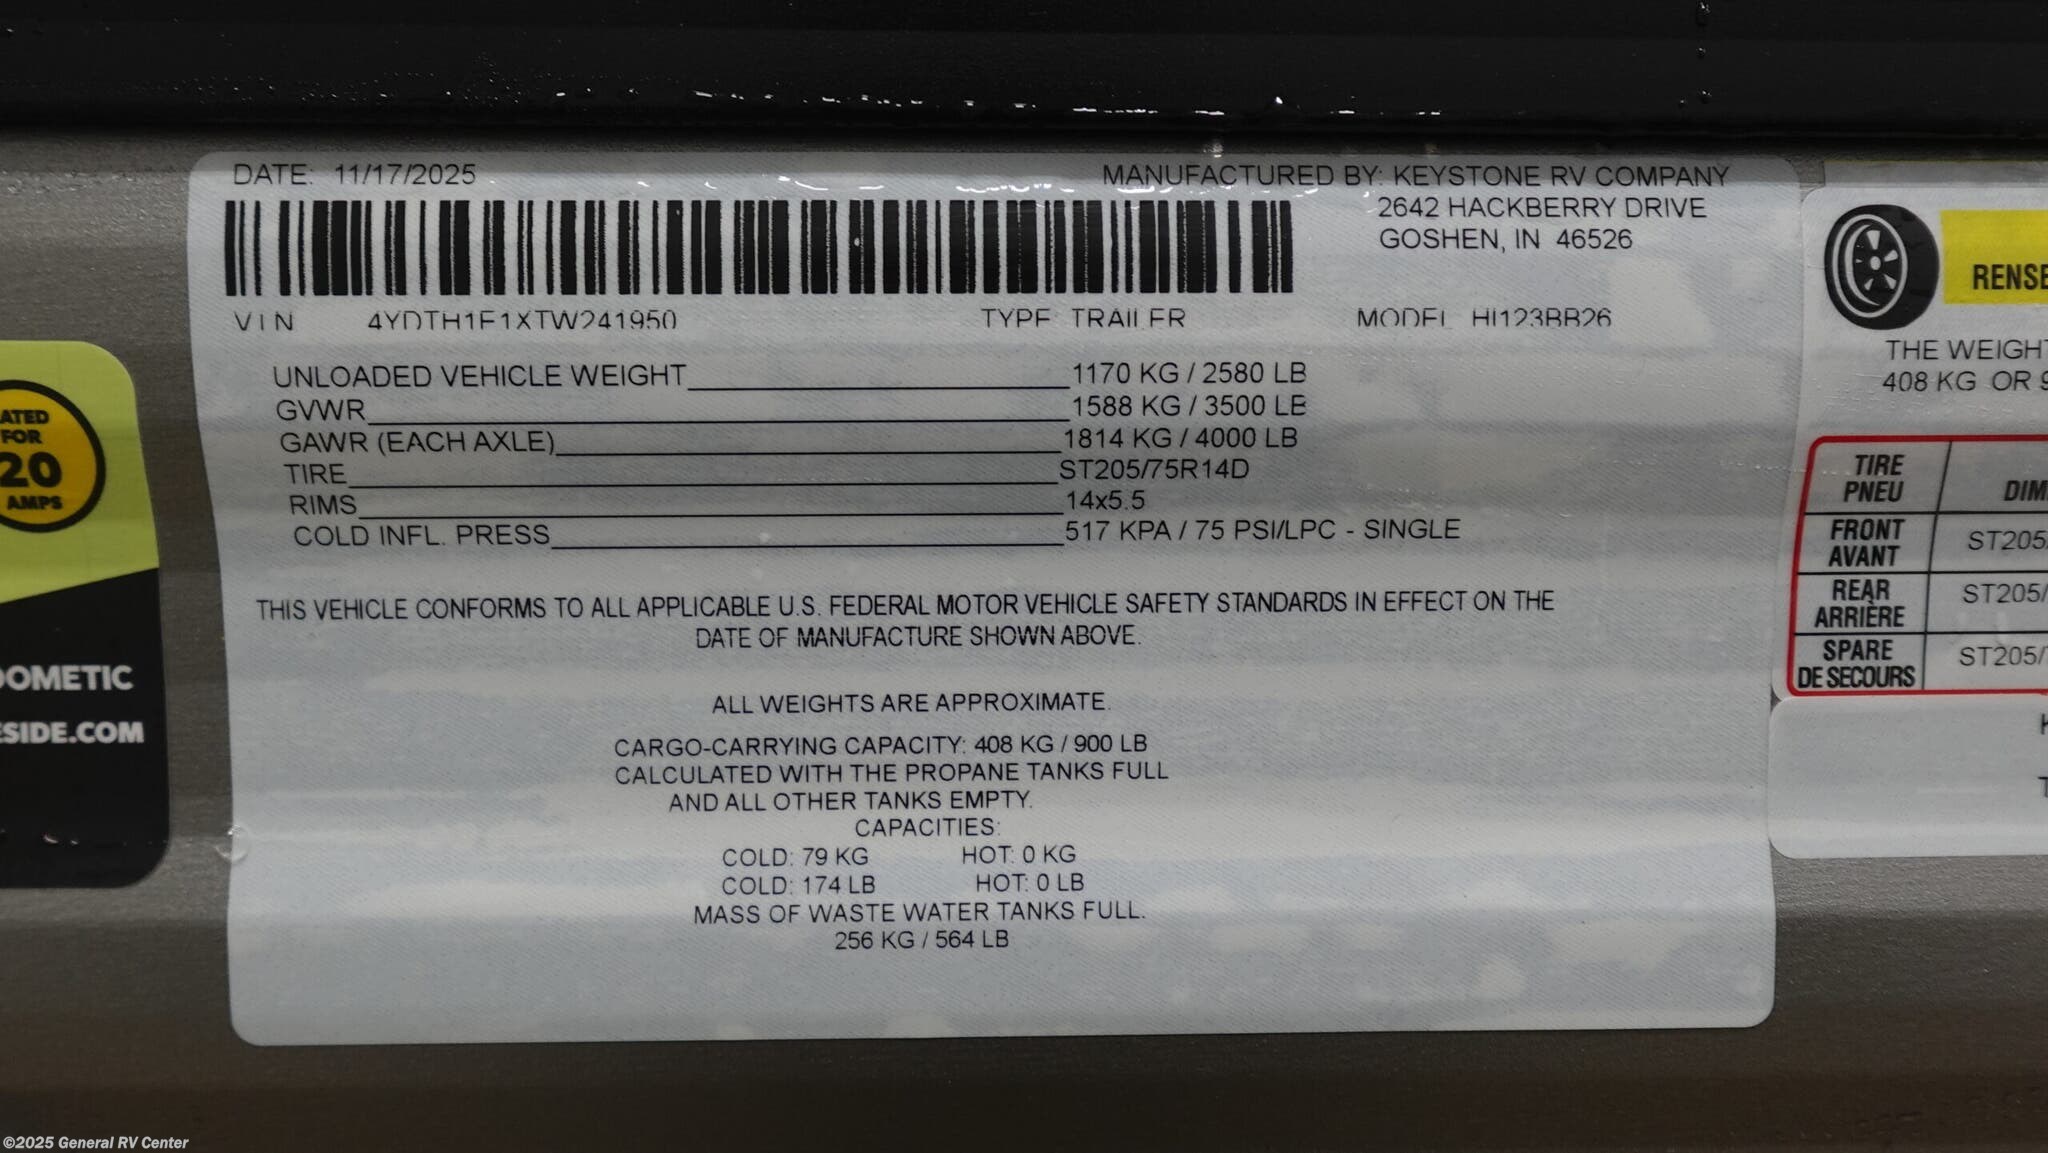 DATE: 11/17/2025
MANUFACTURED BY: KEYSTONE RV COMPANY
2642 HACKBERRY DRIVE
GOSHEN, IN 46526
VIN 4YDTH1F1XTW241950 TYPE TRAILER MODEL HI123BB26
UNLOADED VEHICLE WEIGHT 1170 KG / 2580 LB
GVWR 1588 KG / 3500 LB
GAWR (EACH AXLE) 1814 KG / 4000 LB
TIRE ST205/75R14D
RIMS 14x5.5
COLD INFL. PRESS 517 KPA / 75 PSI/LPC - SINGLE
THIS VEHICLE CONFORMS TO ALL APPLICABLE U.S. FEDERAL MOTOR VEHICLE SAFETY STANDARDS IN EFFECT ON THE
DATE OF MANUFACTURE SHOWN ABOVE.
ALL WEIGHTS ARE APPROXIMATE.
CARGO-CARRYING CAPACITY: 408 KG / 900 LB
CALCULATED WITH THE PROPANE TANKS FULL
AND ALL OTHER TANKS EMPTY.
CAPACITIES:
COLD: 79 KG HOT: 0 KG
COLD: 174 LB HOT: 0 LB
MASS OF WASTE WATER TANKS FULL.
256 KG / 564 LB
ATED
FOR
20
AMPS
DOMETIC
ESIDE.COM
RENSE
THE WEIGHT
408 KG OR 9
TIRE
PNEU
DIM
FRONT
AVANT
ST205/
REAR
ARRIÈRE
ST205/
SPARE
DE SECOURS
ST205/
©2025 General RV Center